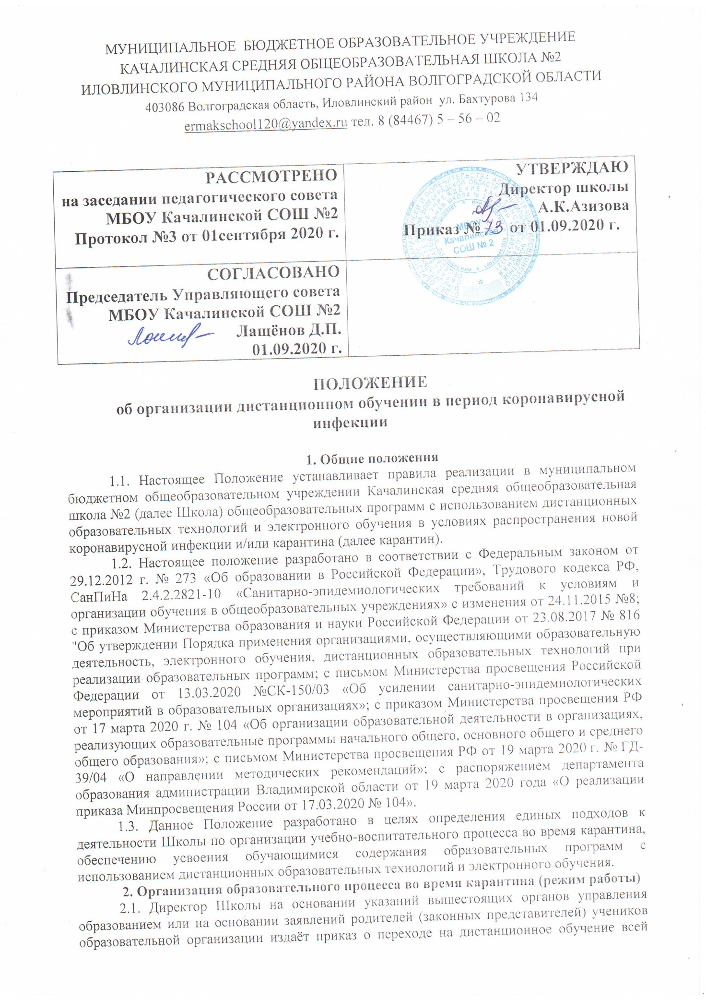 МУНИЦИПАЛЬНОЕ БЮДЖЕТНОЕ ОБРАЗОВАТЕЛЬНОЕ УЧРЕЖДЕНИЕ
КАЧАЛИНСКАЯ СРЕДНЯЯ ОБЩЕОБРАЗОВАТЕЛЬНАЯ ШКОЛА №2
ИЛОВЛИНСКОГО МУНИЦИПАЛЬНОГО РАЙОНА ВОЛГОГРАДСКОЙ ОБЛАСТИ
403086 Волгоградская область, Иловлинский район ул. Бахтурова 134
ermakschool120@yandex.ru тел. 8 (84467) 5 – 56 – 02
РАССМОТРЕНО
на заседании педагогического совета
МБОУ Качалинской СОШ №2
Протокол №3 от 01сентября 2020 г.
УТВЕРЖДАЮ
Директор школы
А.К.Азизова
Приказ № 73 от 01.09.2020 г.
МБОУ
Качалинская
СОШ № 2
СОГЛАСОВАНО
Председатель Управляющего совета
МБОУ Качалинской СОШ №2
Лащёнов Д.П.
01.09.2020 г.
ПОЛОЖЕНИЕ
об организации дистанционном обучении в период коронавирусной
инфекции
1. Общие положения
1.1. Настоящее Положение устанавливает правила реализации в муниципальном
бюджетном общеобразовательном учреждении Качалинская средняя общеобразовательная
школа №2 (далее Школа) общеобразовательных программ с использованием дистанционных
образовательных технологий и электронного обучения в условиях распространения новой
коронавирусной инфекции и/или карантина (далее карантин).
1.2. Настоящее положение разработано в соответствии с Федеральным законом от
29.12.2012 г. № 273 «Об образовании в Российской Федерации», Трудового кодекса РФ,
СанПиНа 2.4.2.2821-10 «Санитарно-эпидемиологических требований к условиям и
организации обучения в общеобразовательных учреждениях» с изменения от 24.11.2015 №8;
с приказом Министерства образования и науки Российской Федерации от 23.08.2017 № 816
"Об утверждении Порядка применения организациями, осуществляющими образовательную
деятельность, электронного обучения, дистанционных образовательных технологий при
реализации образовательных программ; с письмом Министерства просвещения Российской
Федерации от 13.03.2020 №СК-150/03 «Об усилении санитарно-эпидемиологических
мероприятий в образовательных организациях»; с приказом Министерства просвещения РФ
от 17 марта 2020 г. № 104 «Об организации образовательной деятельности в организациях,
реализующих образовательные программы начального общего, основного общего и среднего
общего образования»; с письмом Министерства просвещения РФ от 19 марта 2020 г. № ГД-
39/04 «О направлении методических рекомендаций»; с распоряжением департамента
образования администрации Владимирской области от 19 марта 2020 года «О реализации
приказа Минпросвещения России от 17.03.2020 № 104».
1.3. Данное Положение разработано в целях определения единых подходов к
деятельности Школы по организации учебно-воспитательного процесса во время карантина,
обеспечению усвоения обучающимися содержания образовательных программ с
использованием дистанционных образовательных технологий и электронного обучения.
2. Организация образовательного процесса во время карантина (режим работы)
2.1. Директор Школы на основании указаний вышестоящих органов управления
образованием или на основании заявлений родителей (законных представителей) учеников
образовательной организации издаёт приказ о переходе на дистанционное обучение всей